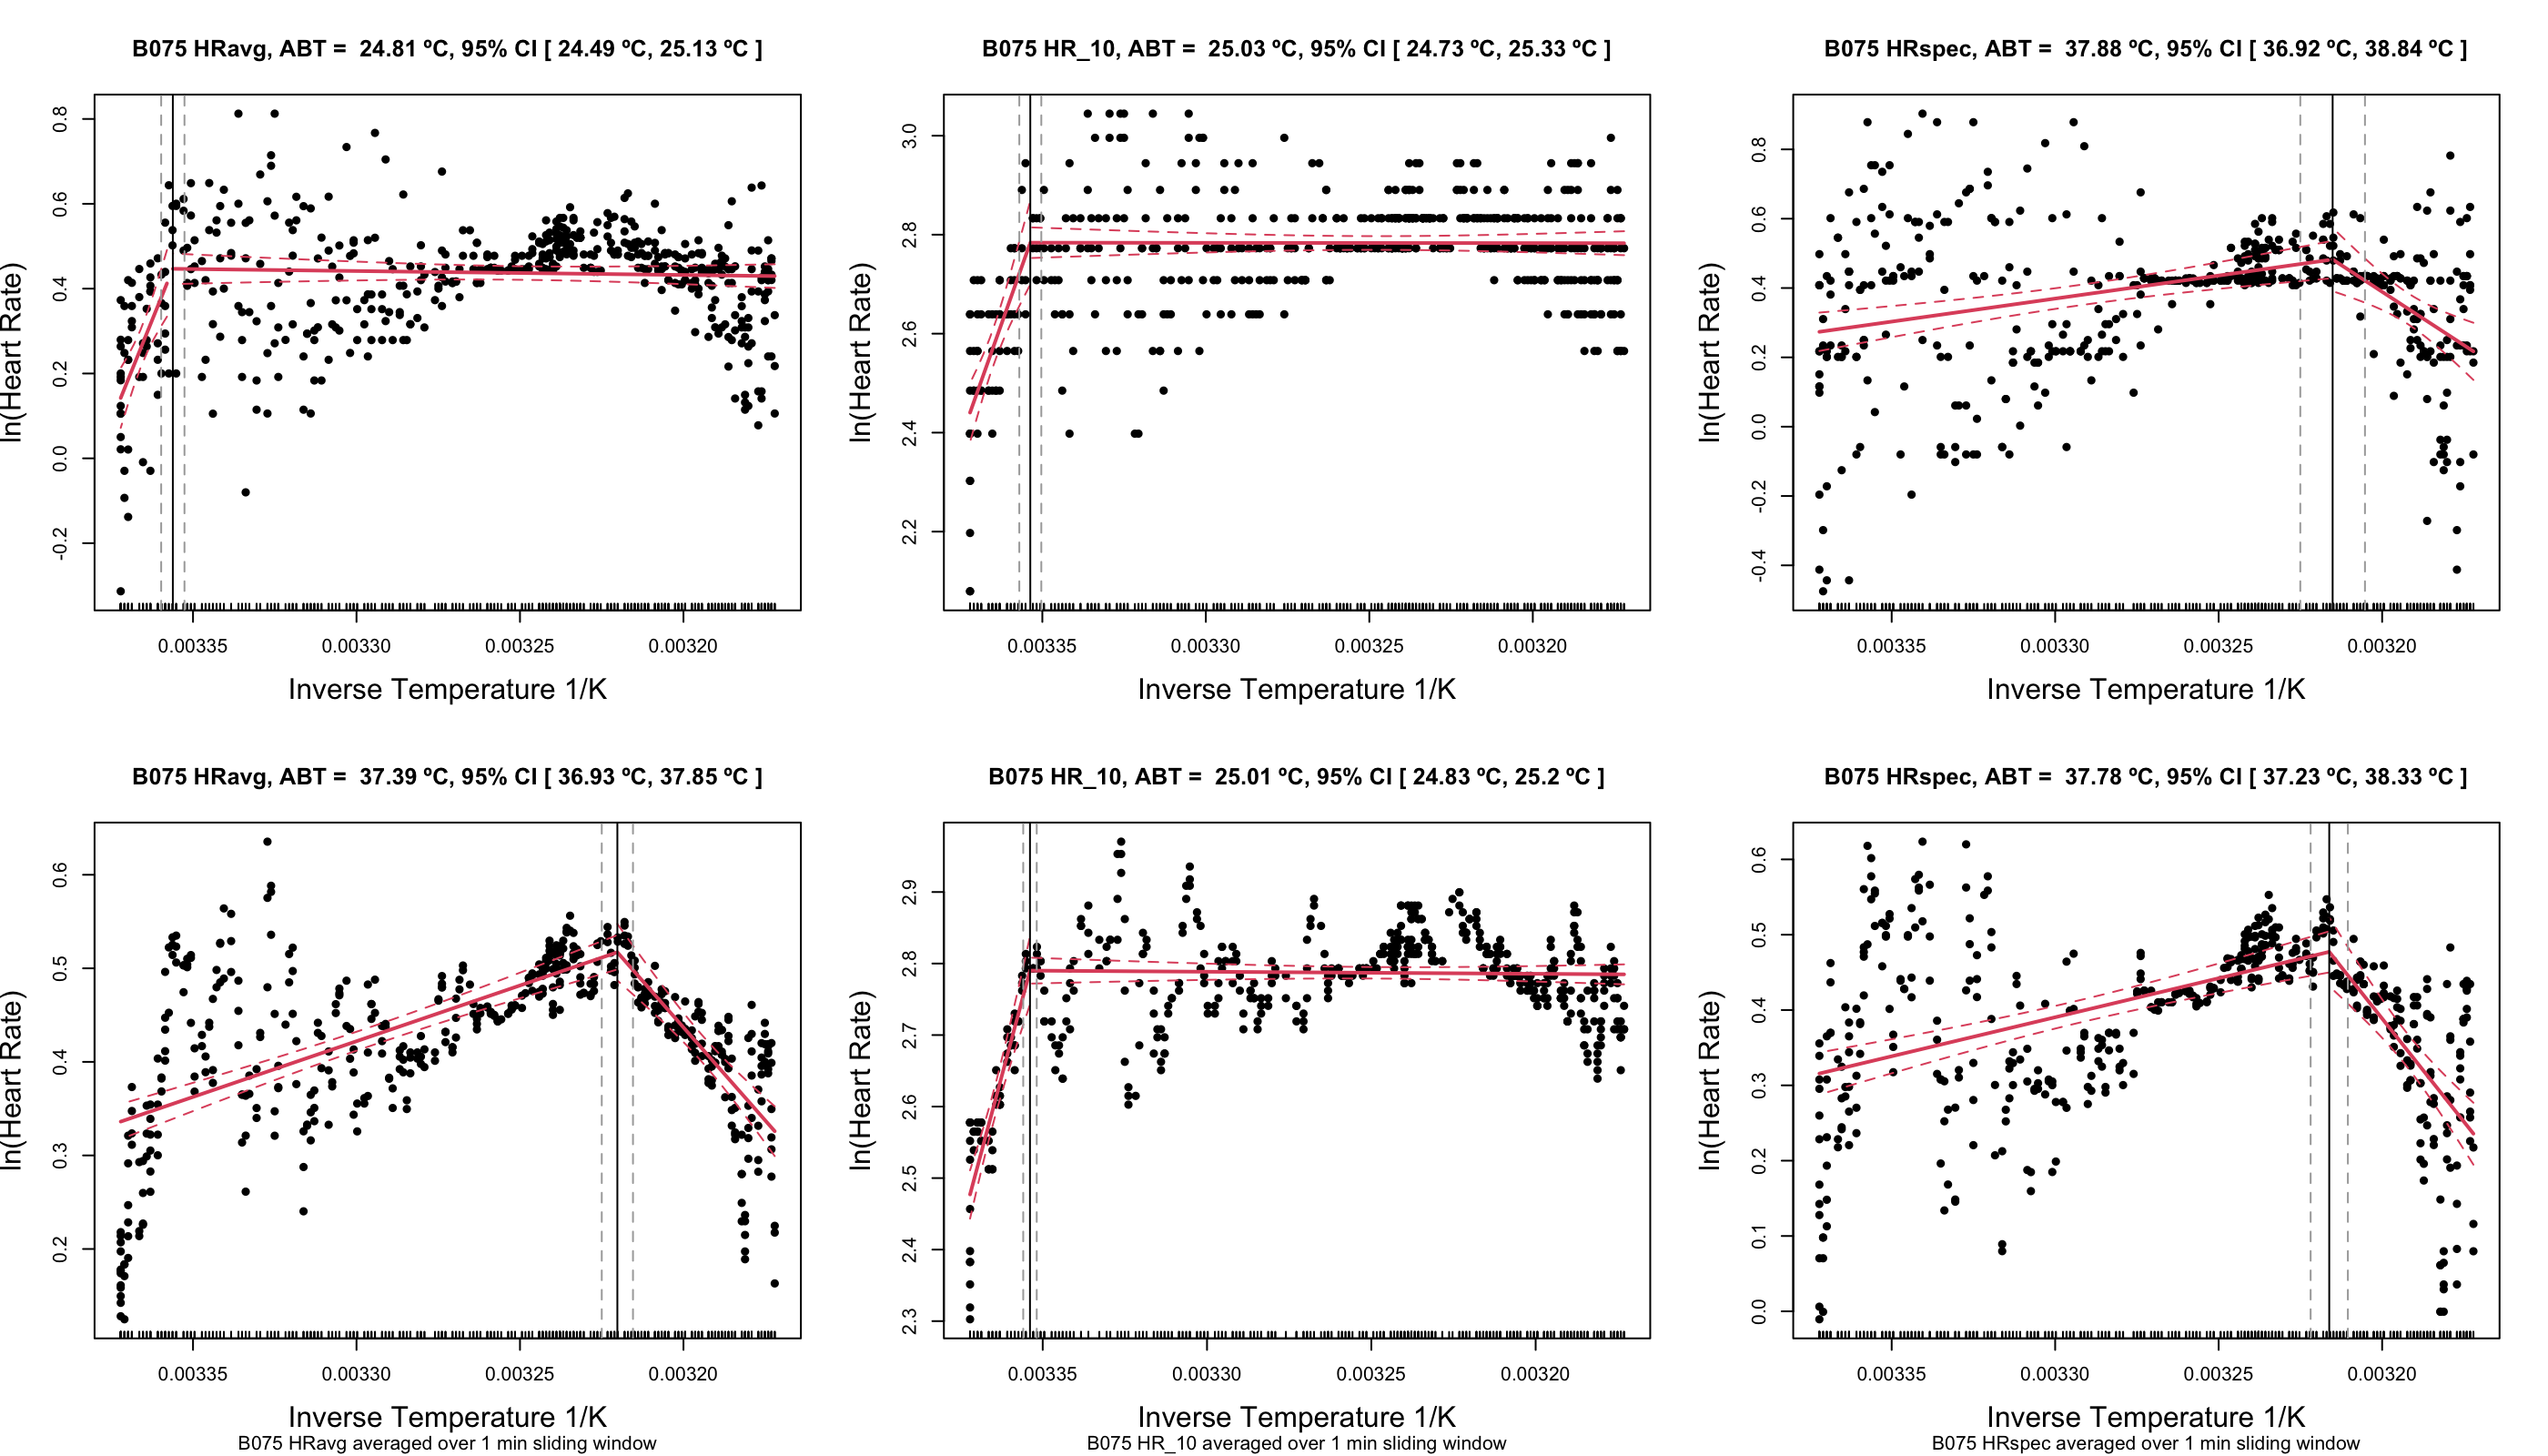 B075 HRavg, ABT =  24.81 ºC, 95% CI [ 24.49 ºC, 25.13 ºC ]
ln(Heart Rate)
0.8
0.6
0.4
0.2
0.0
-0.2
0.00335 0.00330 0.00325 0.00320
Inverse Temperature 1/K
B075 HR_10, ABT =  25.03 ºC, 95% CI [ 24.73 ºC, 25.33 ºC ]
ln(Heart Rate)
3.0
2.8
2.6
2.4
2.2
0.00335 0.00330 0.00325 0.00320
Inverse Temperature 1/K
B075 HRspec, ABT =  37.88 ºC, 95% CI [ 36.92 ºC, 38.84 ºC ]
ln(Heart Rate)
0.8
0.6
0.4
0.2
0.0
-0.2
-0.4
0.00335 0.00330 0.00325 0.00320
Inverse Temperature 1/K
B075 HRavg, ABT =  37.39 ºC, 95% CI [ 36.93 ºC, 37.85 ºC ]
ln(Heart Rate)
0.6
0.5
0.4
0.3
0.2
0.00335 0.00330 0.00325 0.00320
Inverse Temperature 1/K
B075 HRavg averaged over 1 min sliding window
B075 HR_10, ABT =  25.01 ºC, 95% CI [ 24.83 ºC, 25.2 ºC ]
ln(Heart Rate)
2.9
2.8
2.7
2.6
2.5
2.4
2.3
0.00335 0.00330 0.00325 0.00320
Inverse Temperature 1/K
B075 HR_10 averaged over 1 min sliding window
B075 HRspec, ABT =  37.78 ºC, 95% CI [ 37.23 ºC, 38.33 ºC ]
ln(Heart Rate)
0.6
0.5
0.4
0.3
0.2
0.1
0.0
0.00335 0.00330 0.00325 0.00320
Inverse Temperature 1/K
B075 HRspec averaged over 1 min sliding window